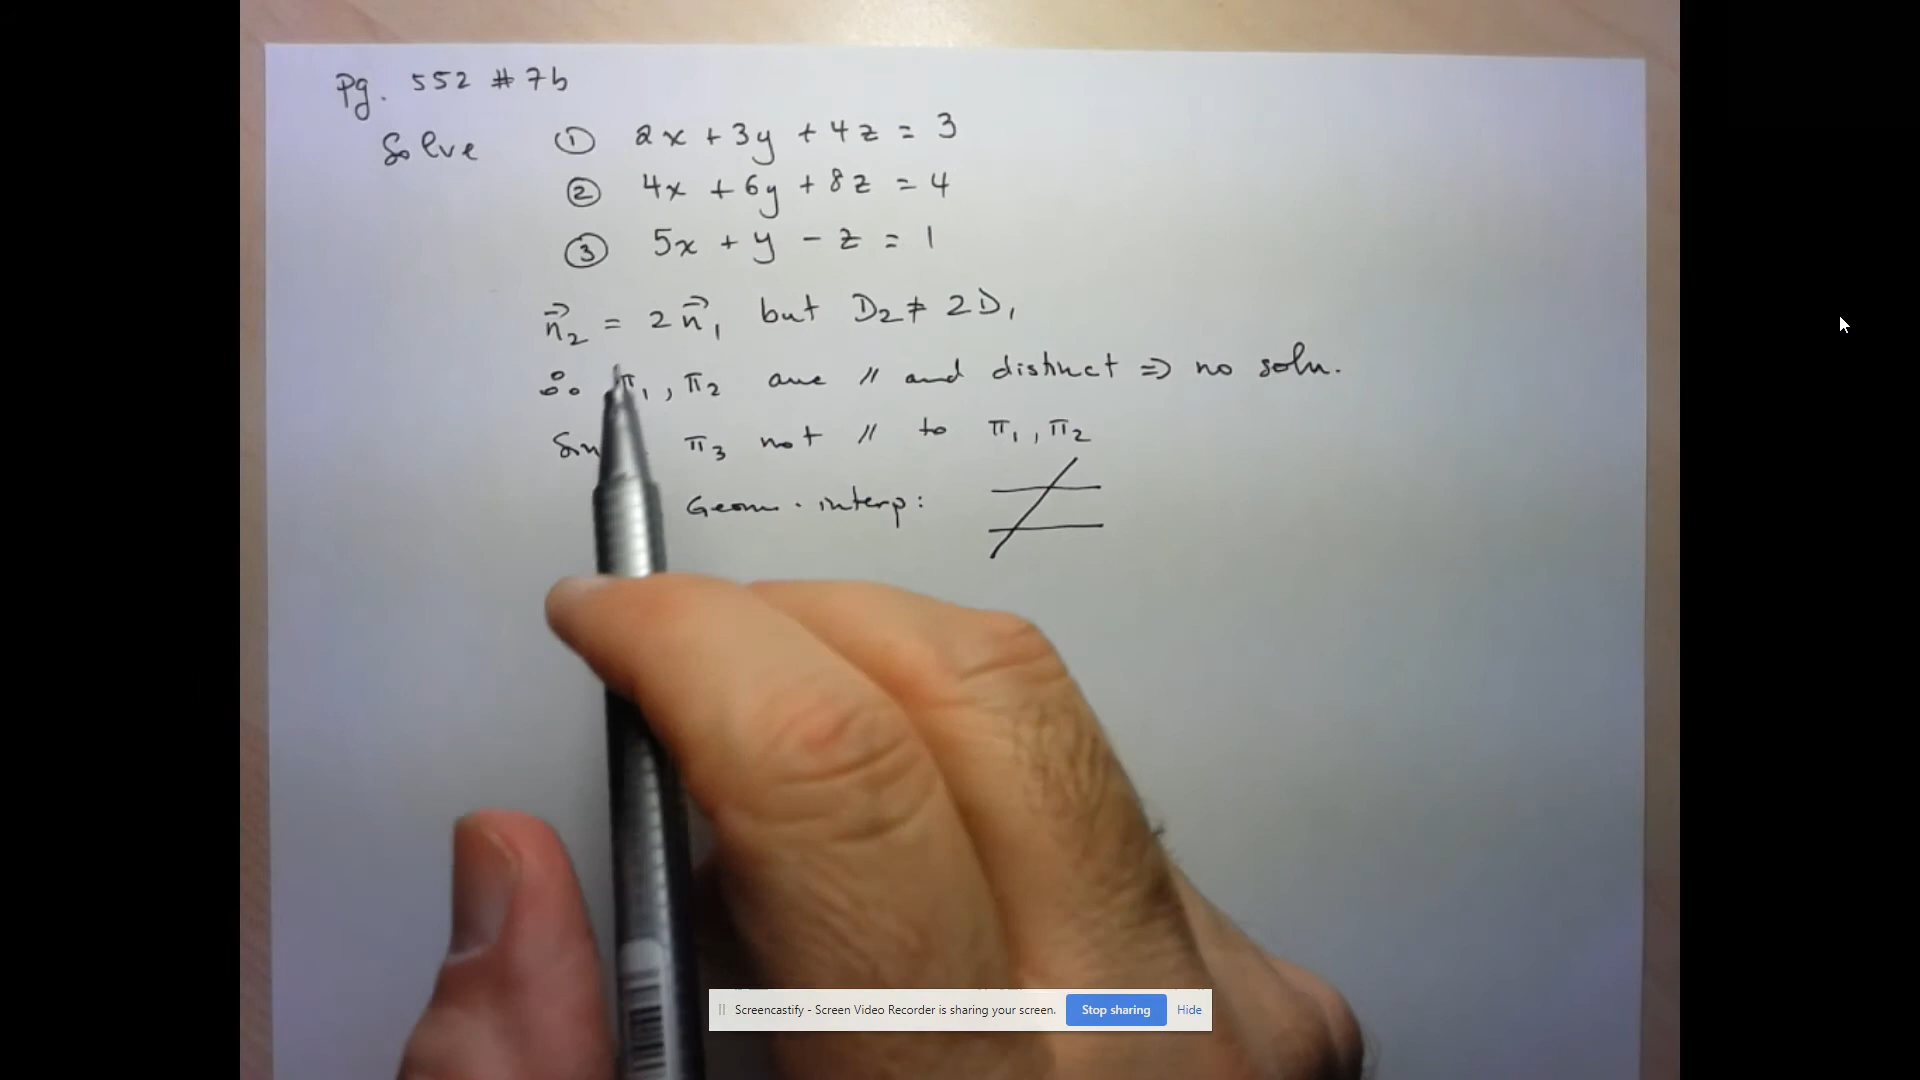 Pg. 552 #7b
Solve ① 2x + 3y + 4z = 3
② 4x + 6y + 8z = 4
③ 5x + y - z = 1
n⃗₂ = 2n⃗₁ but D₂ ≠ 2D₁
∴ π₁, π₂ are // and distinct ⇒ no soln.
π₃ not // to π₁, π₂
Geom. interp:
Screencastify - Screen Video Recorder is sharing your screen. Stop sharing Hide